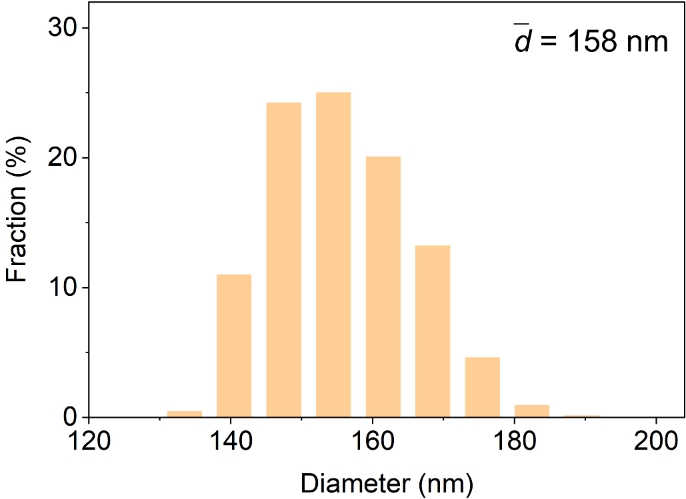 30
d̅ = 158 nm
20
10
0
Fraction (%)
120 140 160 180 200
Diameter (nm)